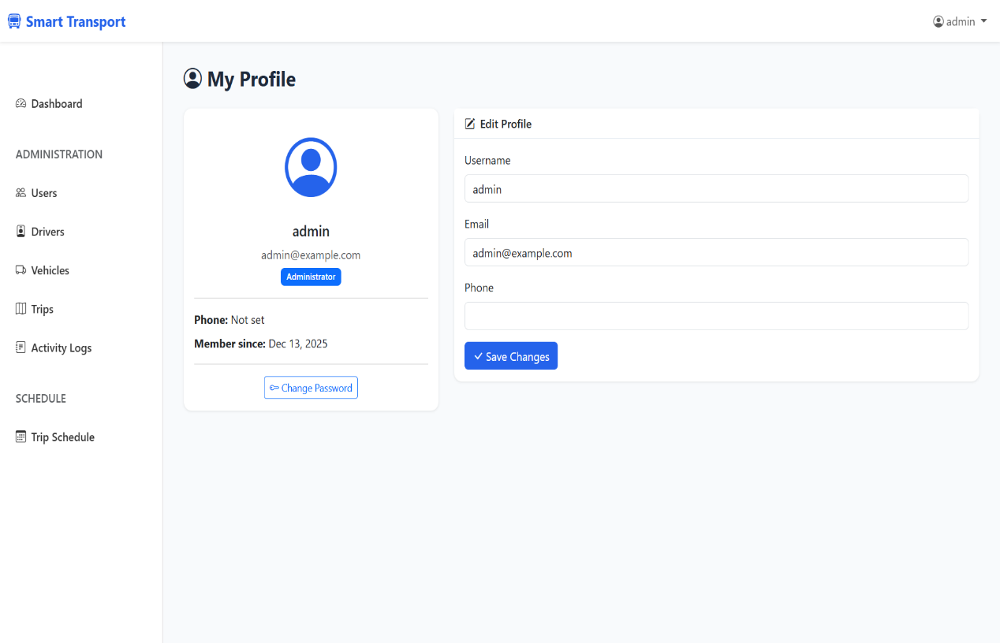 Smart Transport
admin
Dashboard
ADMINISTRATION
Users
Drivers
Vehicles
Trips
Activity Logs
SCHEDULE
Trip Schedule
My Profile
admin
admin@example.com
Administrator
Phone: Not set
Member since: Dec 13, 2025
Change Password
Edit Profile
Username
admin
Email
admin@example.com
Phone
Save Changes